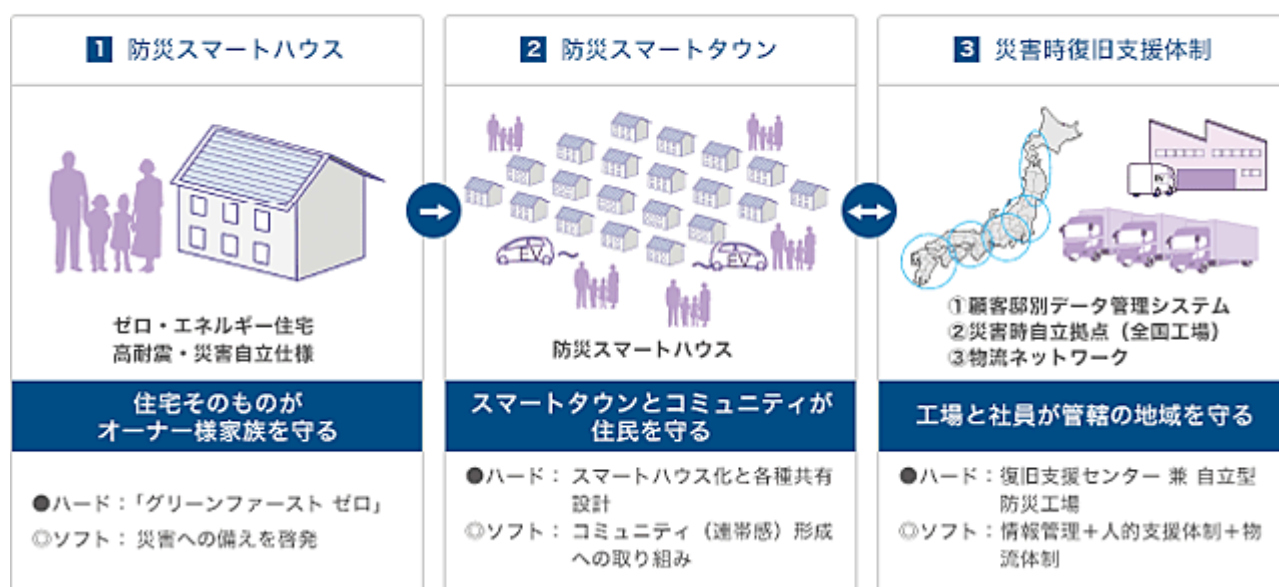 1 防災スマートハウス
ゼロ・エネルギー住宅
高耐震・災害自立仕様
住宅そのものが
オーナー様家族を守る
●ハード：「グリーンファースト ゼロ」
◎ソフト： 災害への備えを啓発
2 防災スマートタウン
EV
EV
防災スマートハウス
スマートタウンとコミュニティが
住民を守る
●ハード： スマートハウス化と各種共有
設計
◎ソフト： コミュニティ（連帯感）形成
への取り組み
3 災害時復旧支援体制
①顧客邸別データ管理システム
②災害時自立拠点（全国工場）
③物流ネットワーク
工場と社員が管轄の地域を守る
●ハード：復旧支援センター 兼 自立型
防災工場
◎ソフト：情報管理＋人的支援体制＋物
流体制